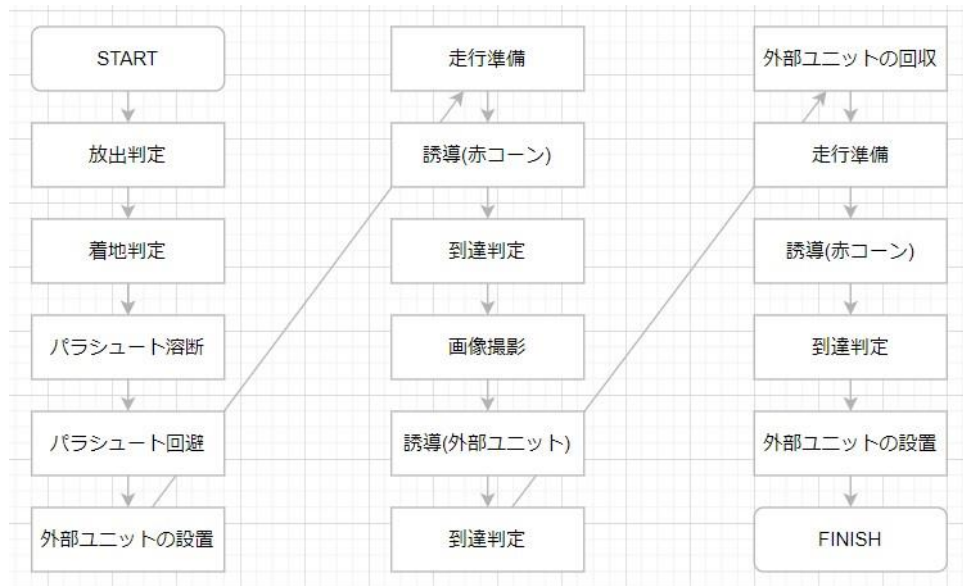 START
放出判定
着地判定
パラシュート溶断
パラシュート回避
外部ユニットの設置
走行準備
誘導(赤コーン)
到達判定
画像撮影
誘導(外部ユニット)
到達判定
外部ユニットの回収
走行準備
誘導(赤コーン)
到達判定
外部ユニットの設置
FINISH